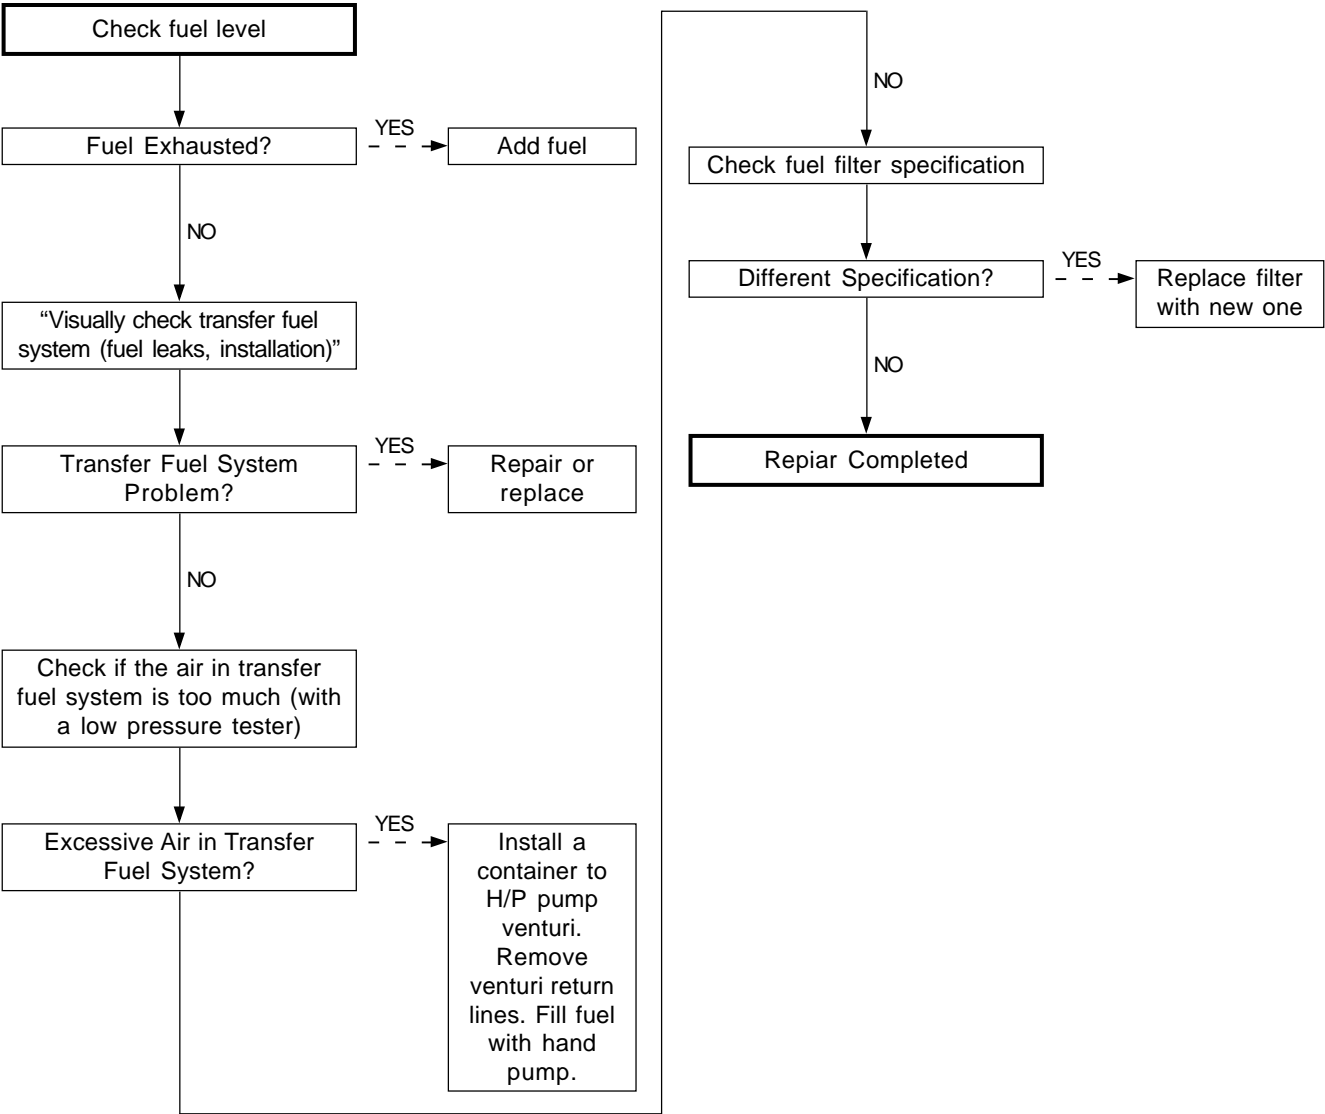 Check fuel level
Fuel Exhausted?
YES
Add fuel
NO
“Visually check transfer fuel
system (fuel leaks, installation)”
Transfer Fuel System
Problem?
YES
Repair or
replace
NO
Check if the air in transfer
fuel system is too much (with
a low pressure tester)
Excessive Air in Transfer
Fuel System?
YES
Install a
container to
H/P pump
venturi.
Remove
venturi return
lines. Fill fuel
with hand
pump.
NO
Check fuel filter specification
Different Specification?
YES
Replace filter
with new one
NO
Repiar Completed